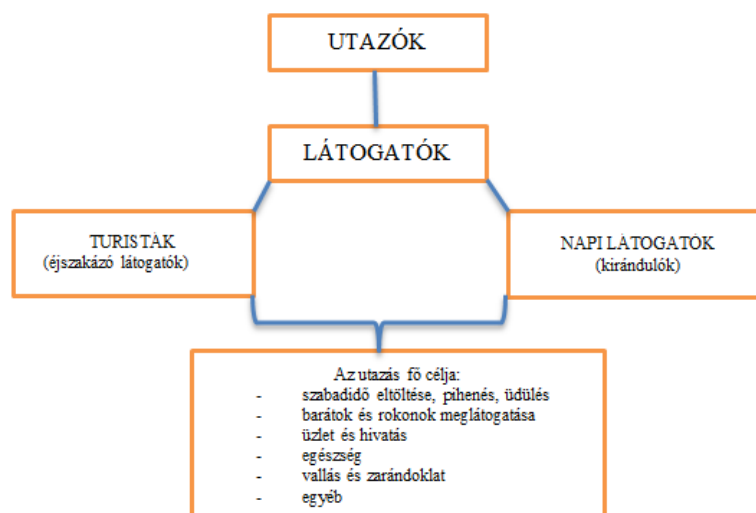 UTAZÓK
LÁTOGATÓK
TURISTÁK
(éjszakázó látogatók)
NAPI LÁTOGATÓK
(kirándulók)
Az utazás fő célja:
- szabadidő eltöltése, pihenés, üdülés
- barátok és rokonok meglátogatása
- üzlet és hivatás
- egészség
- vallás és zarándoklat
- egyéb